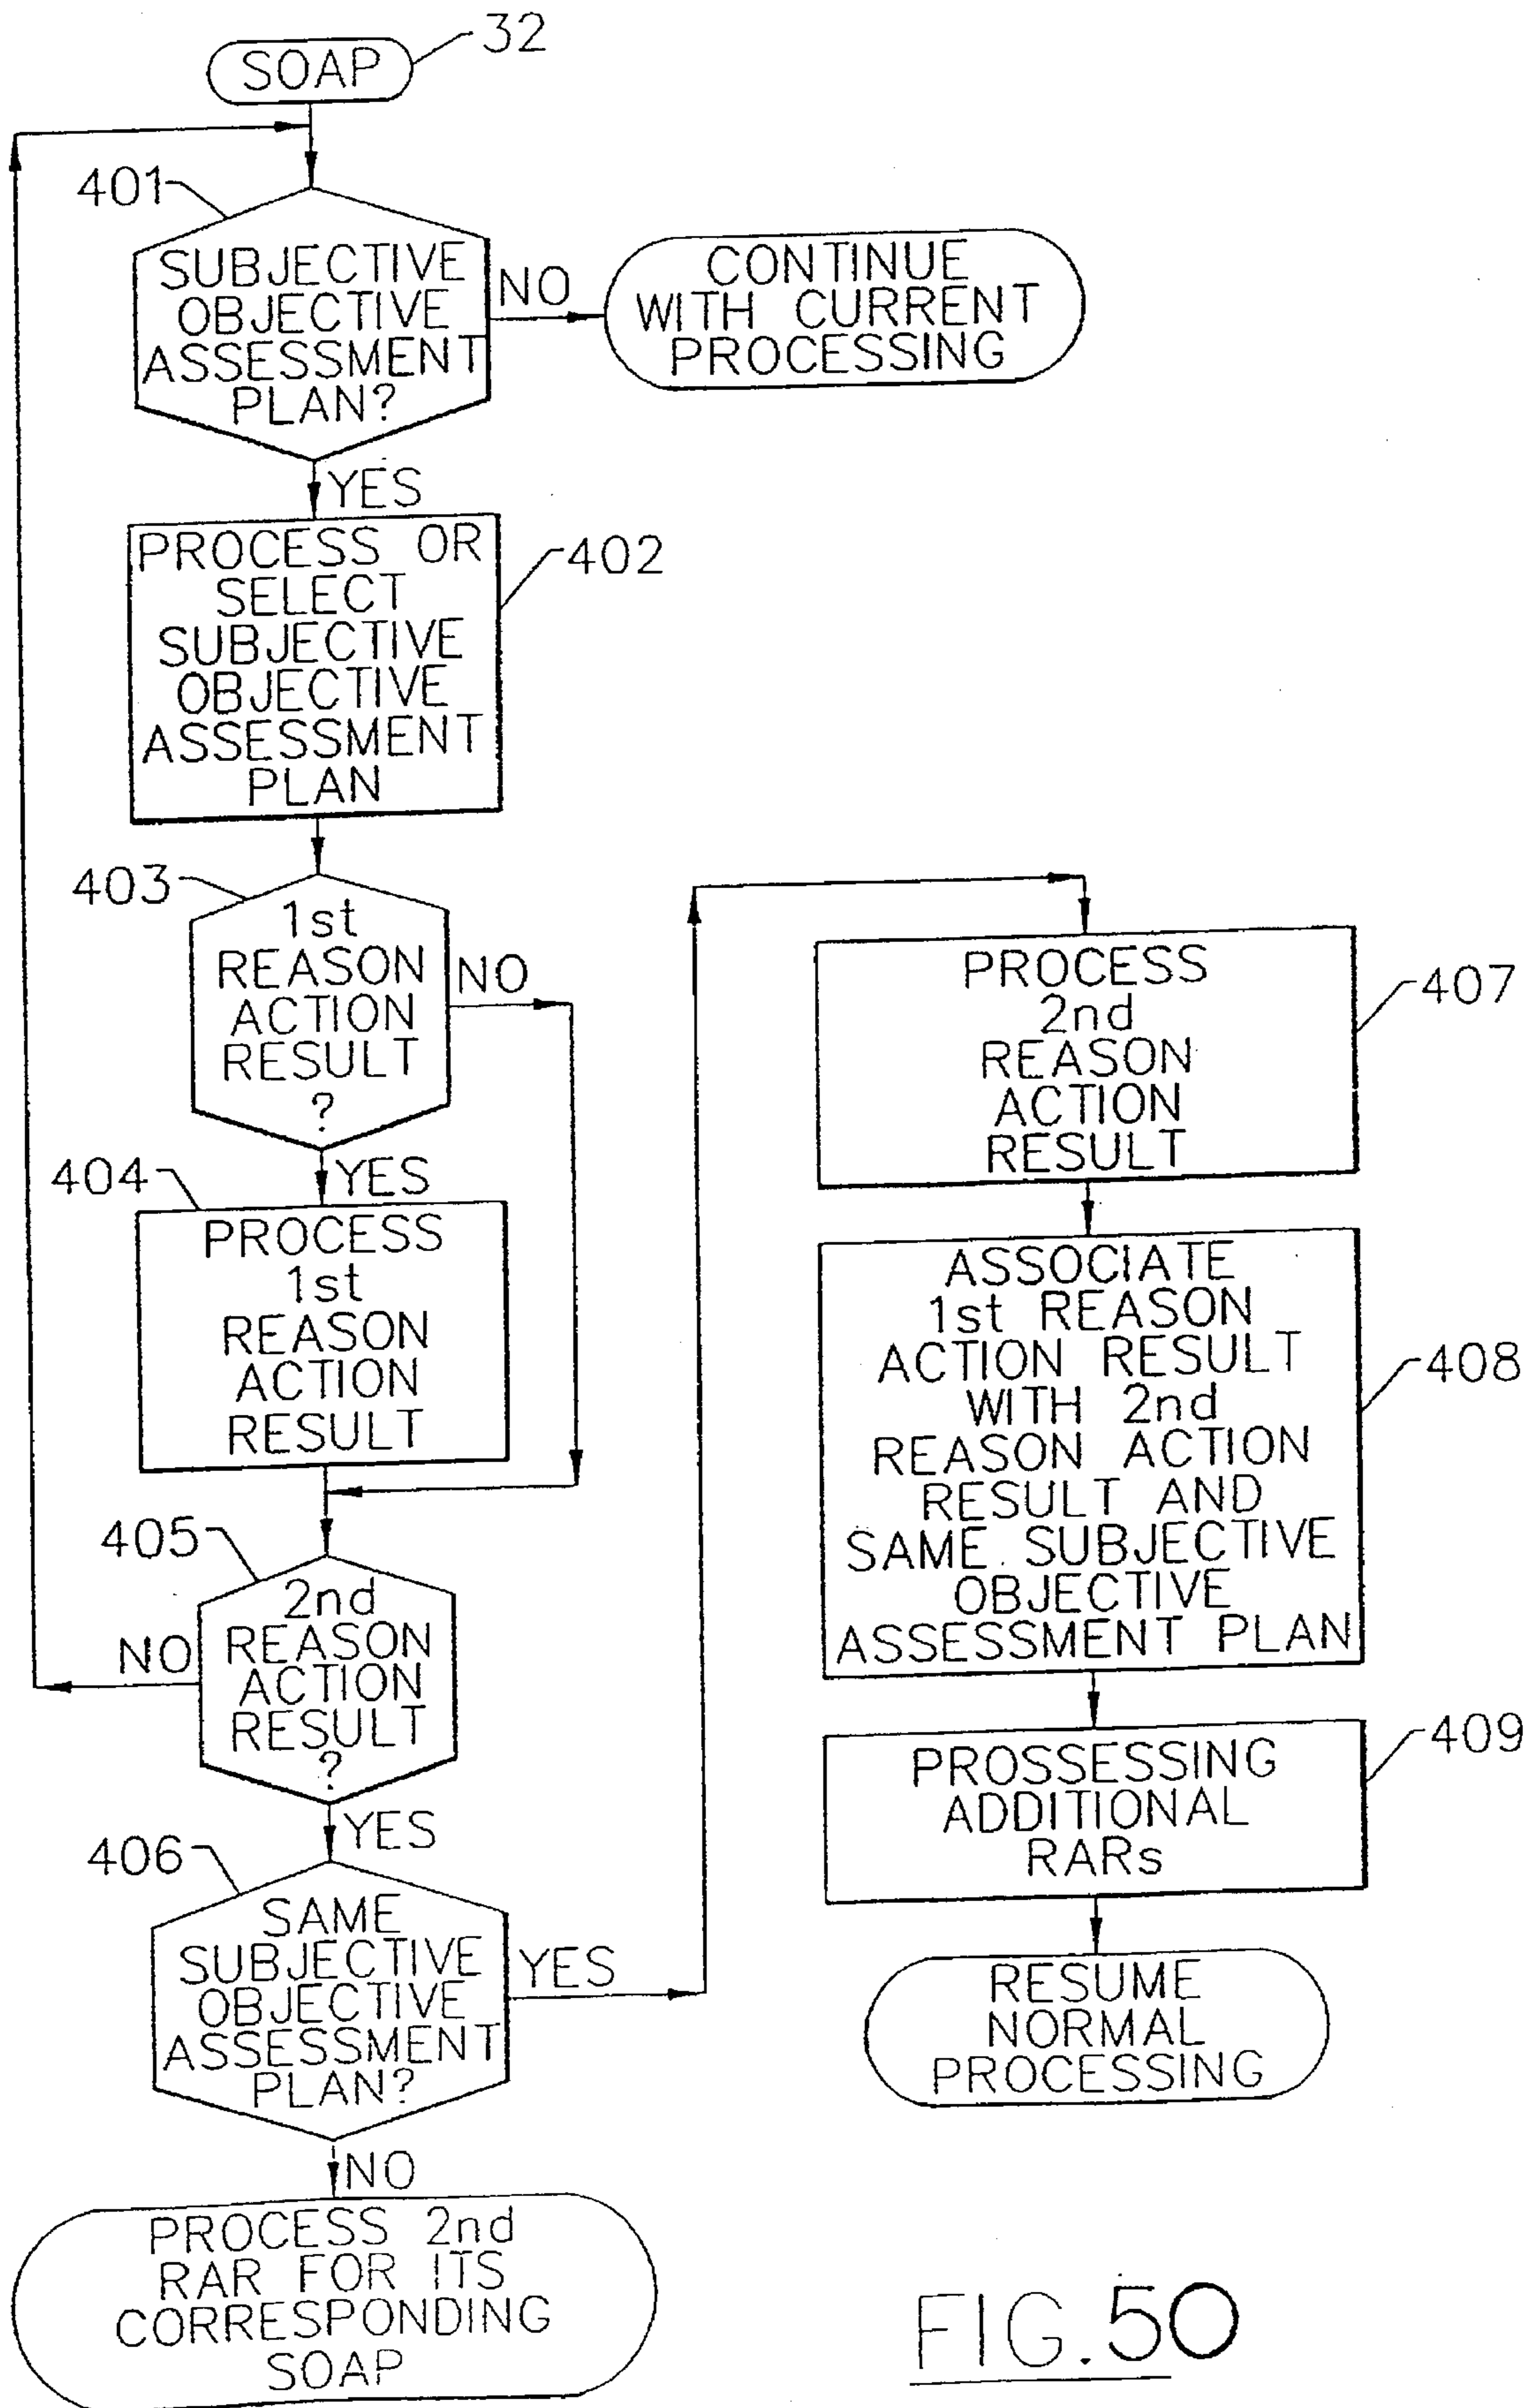 SOAP
32
401
SUBJECTIVE
OBJECTIVE
ASSESSMENT
PLAN?
NO
CONTINUE
WITH CURRENT
PROCESSING
YES
PROCESS OR
SELECT
SUBJECTIVE
OBJECTIVE
ASSESSMENT
PLAN
402
403
1st
REASON
ACTION
RESULT
?
NO
YES
404
PROCESS
1st
REASON
ACTION
RESULT
405
2nd
REASON
ACTION
RESULT
?
NO
YES
406
SAME
SUBJECTIVE
OBJECTIVE
ASSESSMENT
PLAN?
YES
NO
PROCESS 2nd
RAR FOR ITS
CORRESPONDING
SOAP
PROCESS
2nd
REASON
ACTION
RESULT
407
ASSOCIATE
1st REASON
ACTION RESULT
WITH 2nd
REASON ACTION
RESULT AND
SAME SUBJECTIVE
OBJECTIVE
ASSESSMENT PLAN
408
PROSSESSING
ADDITIONAL
RARs
409
RESUME
NORMAL
PROCESSING
FIG.50